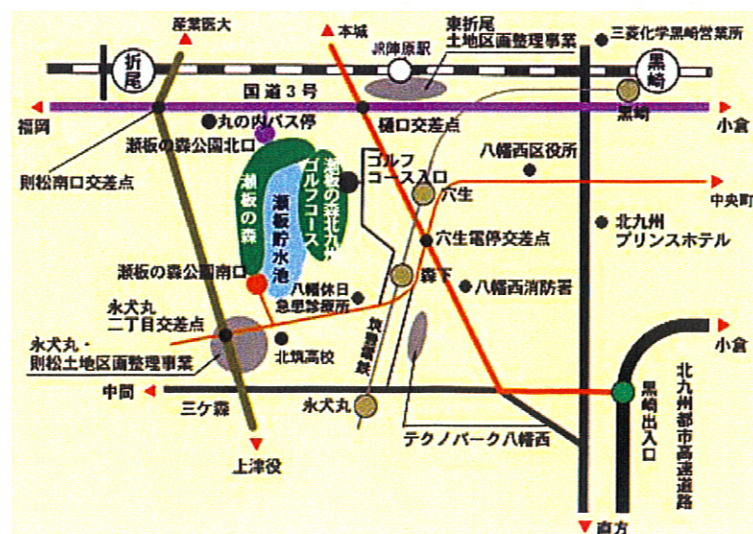 産業医大
本城
東折尾
土地区画整理事業
三菱化学黒崎営業所
JR陣原駅
折尾
黒崎
国道3号
福岡
丸の内バス停
瀬板の森公園北口
樋口交差点
黒崎
小倉
則松南口交差点
ゴルフ
コース入口
八幡西区役所
瀬板の森北九州
ゴルフコース
瀬板の森
瀬板貯水池
穴生
中央町
北九州
プリンスホテル
穴生電停交差点
瀬板の森公園南口
森下
八幡休日
急患診療所
八幡西消防署
永犬丸
二丁目交差点
筑豊電鉄
小倉
永犬丸・
則松土地区画整理事業
北筑高校
中間
三ケ森
永犬丸
テクノパーク八幡西
黒崎出入口
北九州都市高速道路
上津役
直方